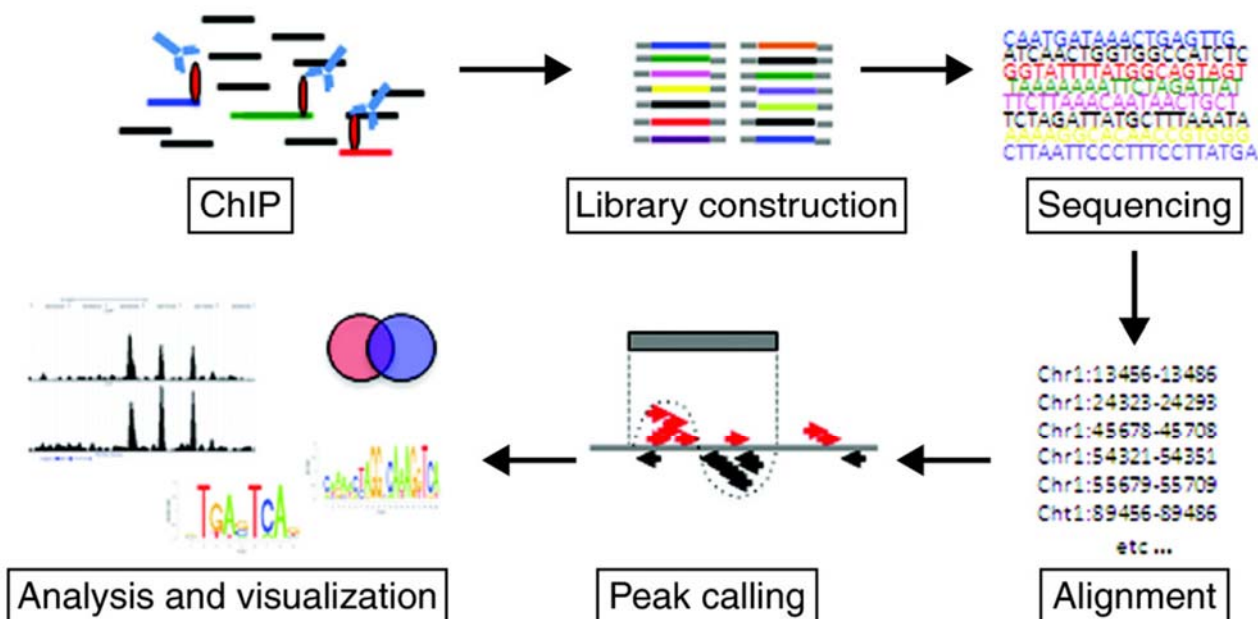 ChIP
Library construction
CAATGATAAACTGAGTTG
ATCAACTGGTGGCCATCTC
GGTATTTTATGGCAGTAGT
TAAAAAAAATTCTAGATTAT
TTCTTAAACAATAACTGCT
TCTAGATTATGCTTTAAATA
AAAAGGCACAACCGTGGG
CTTAATTCCCTTTCCTTATGA
Sequencing
Chr1:13456-13486
Chr1:24323-24293
Chr1:45678-45708
Chr1:54321-54351
Chr1:55679-55709
Cht1:89456-89486
etc ...
Alignment
Peak calling
Analysis and visualization